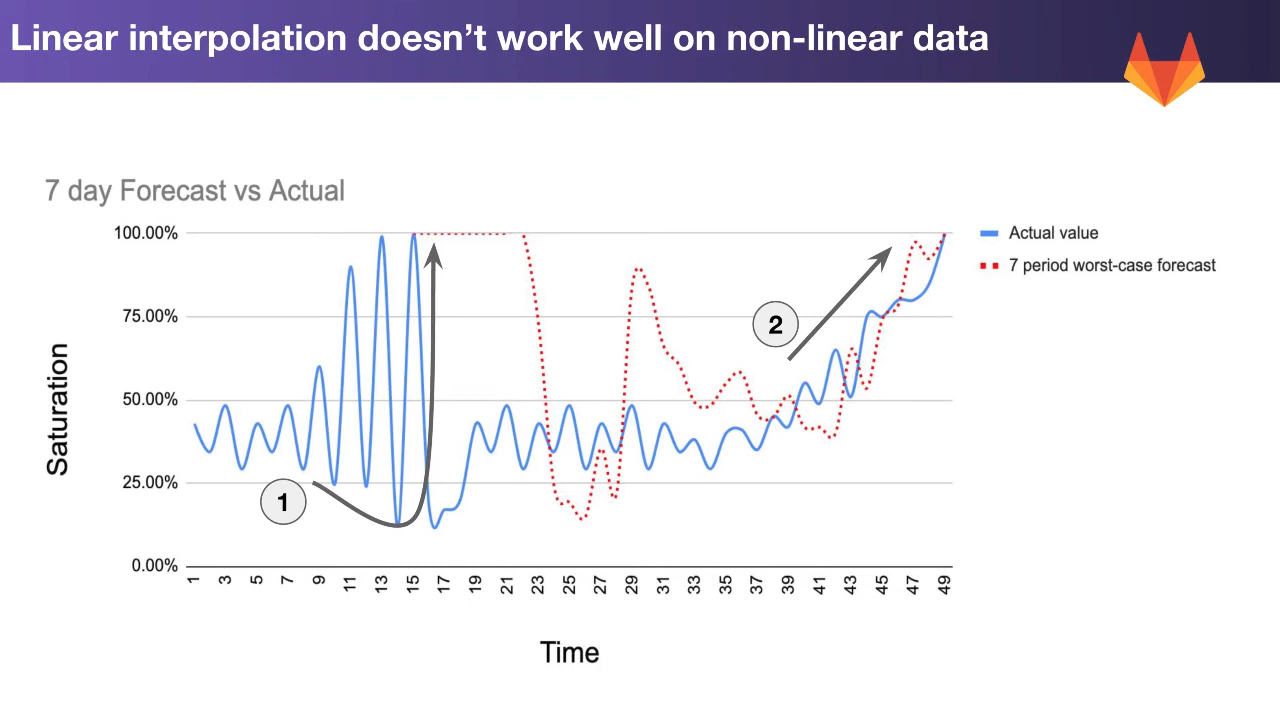 Linear interpolation doesn’t work well on non-linear data
7 day Forecast vs Actual
100.00%
75.00%
50.00%
25.00%
0.00%
Saturation
1
2
Actual value
7 period worst-case forecast
1 3 5 7 9 11 13 15 17 19 21 23 25 27 29 31 33 35 37 39 41 43 45 47 49
Time